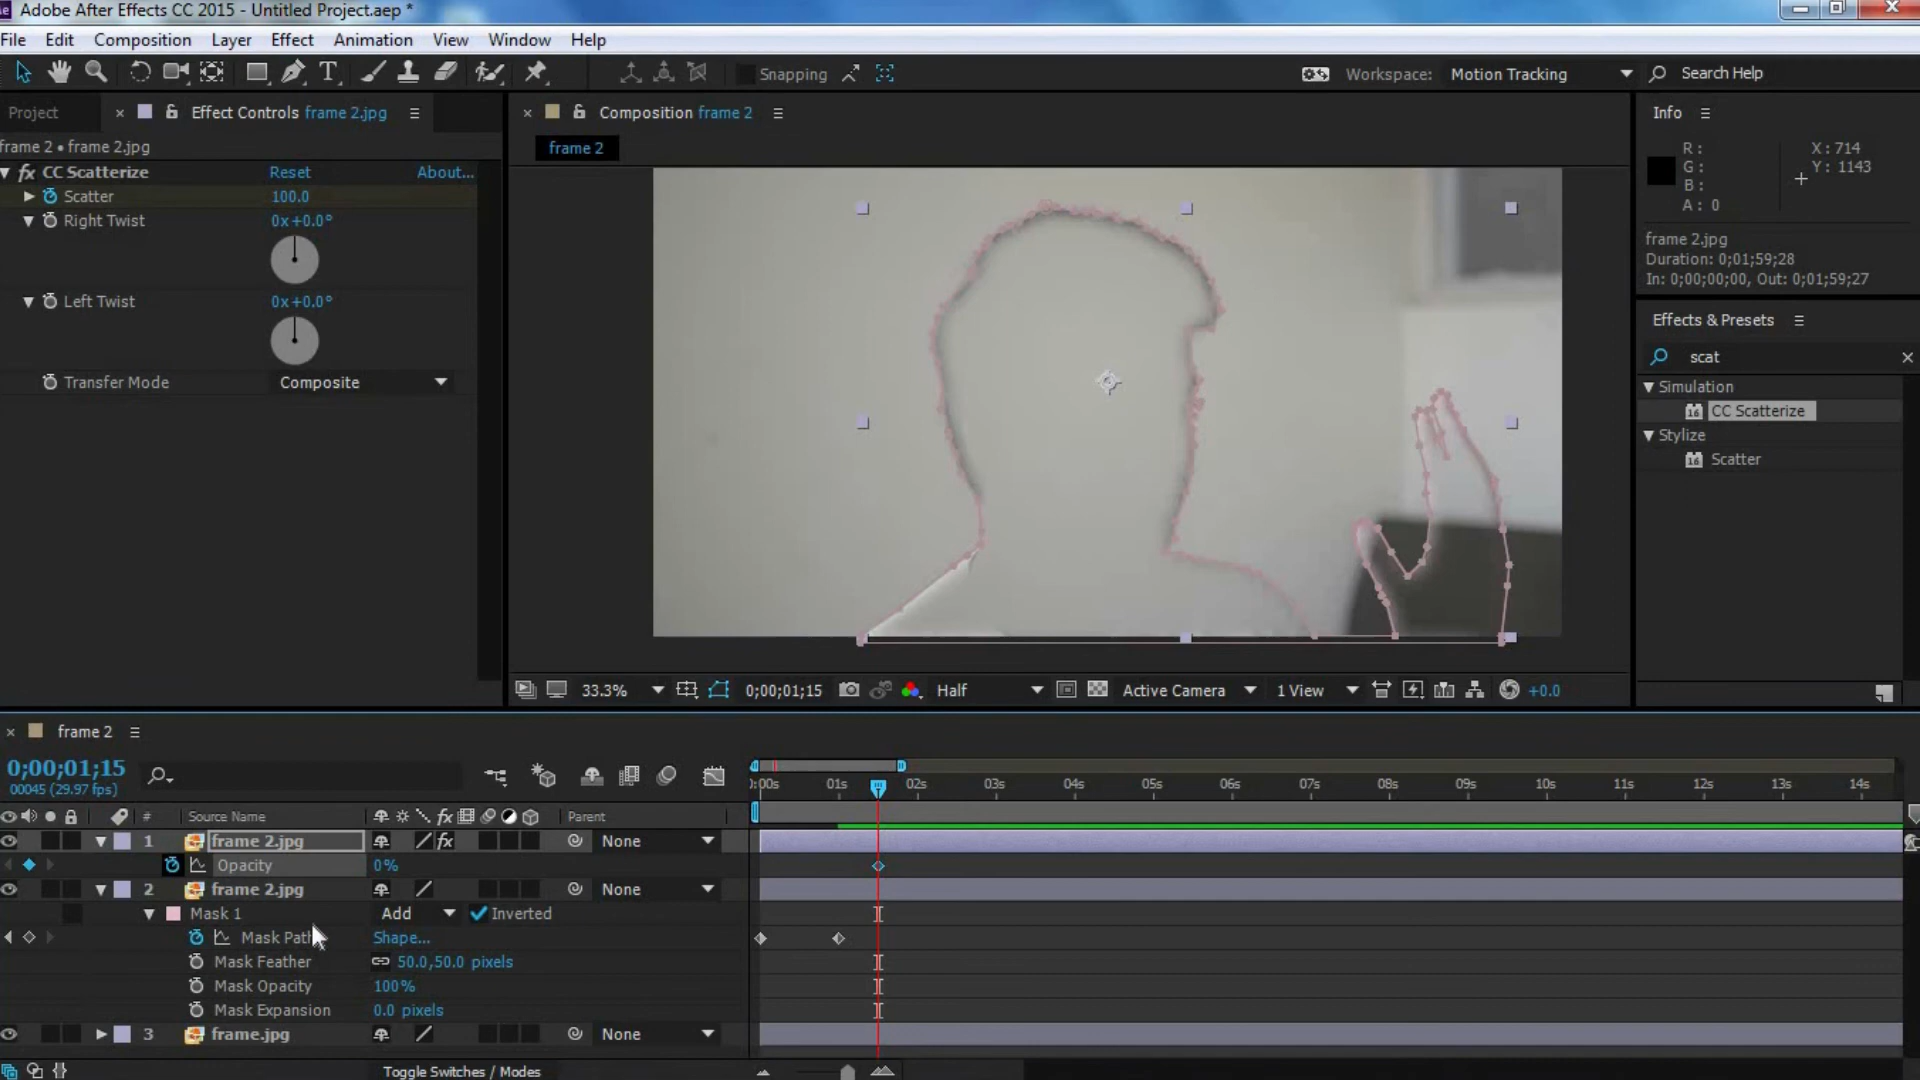 Adobe After Effects CC 2015 - Untitled Project.aep *
File Edit Composition Layer Effect Animation View Window Help
Snapping
Workspace: Motion Tracking
Search Help
Project
Effect Controls frame 2.jpg
frame 2 • frame 2.jpg
fx CC Scatterize Reset About...
Scatter 100.0
Right Twist 0x+0.0°
Left Twist 0x+0.0°
Transfer Mode Composite
Composition frame 2
frame 2
33.3%
0;00;01;15
Half
Active Camera
1 View
+0.0
Info
R : X : 714
G : Y : 1143
B :
A : 0
frame 2.jpg
Duration: 0;01;59;28
In: 0;00;00;00, Out: 0;01;59;27
Effects & Presets
scat
Simulation
16 CC Scatterize
Stylize
16 Scatter
frame 2
0;00;01;15
00045 (29.97 fps)
):00s 01s 02s 03s 04s 05s 06s 07s 08s 09s 10s 11s 12s 13s 14s
# Source Name fx Parent
1 frame 2.jpg fx None
Opacity 0%
2 frame 2.jpg None
Mask 1 Add Inverted
Mask Path Shape...
Mask Feather 50.0,50.0 pixels
Mask Opacity 100%
Mask Expansion 0.0 pixels
3 frame.jpg None
Toggle Switches / Modes